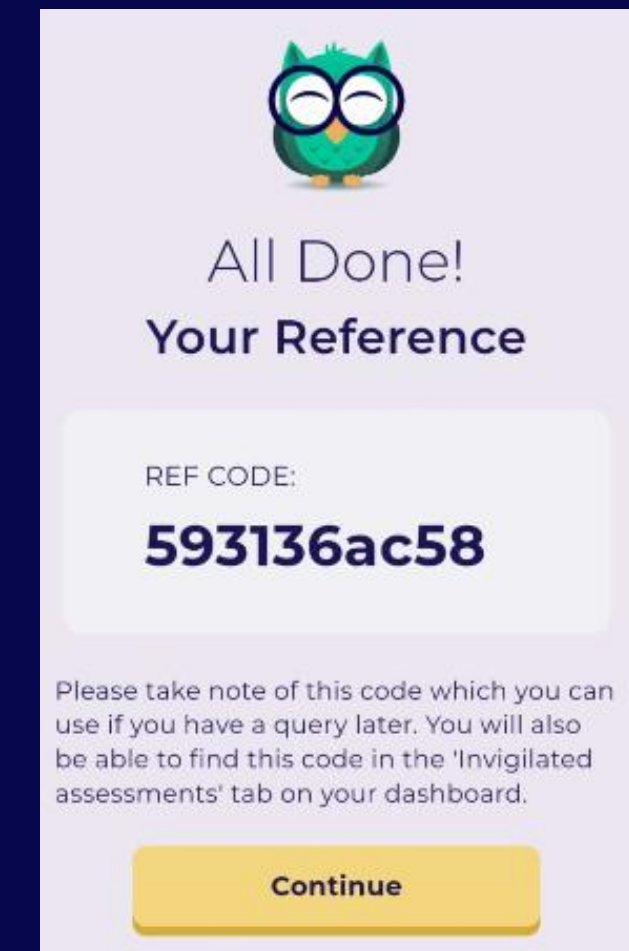 All Done!
Your Reference
REF CODE:
593136ac58
Please take note of this code which you can
use if you have a query later. You will also
be able to find this code in the 'Invigilated
assessments' tab on your dashboard.
Continue